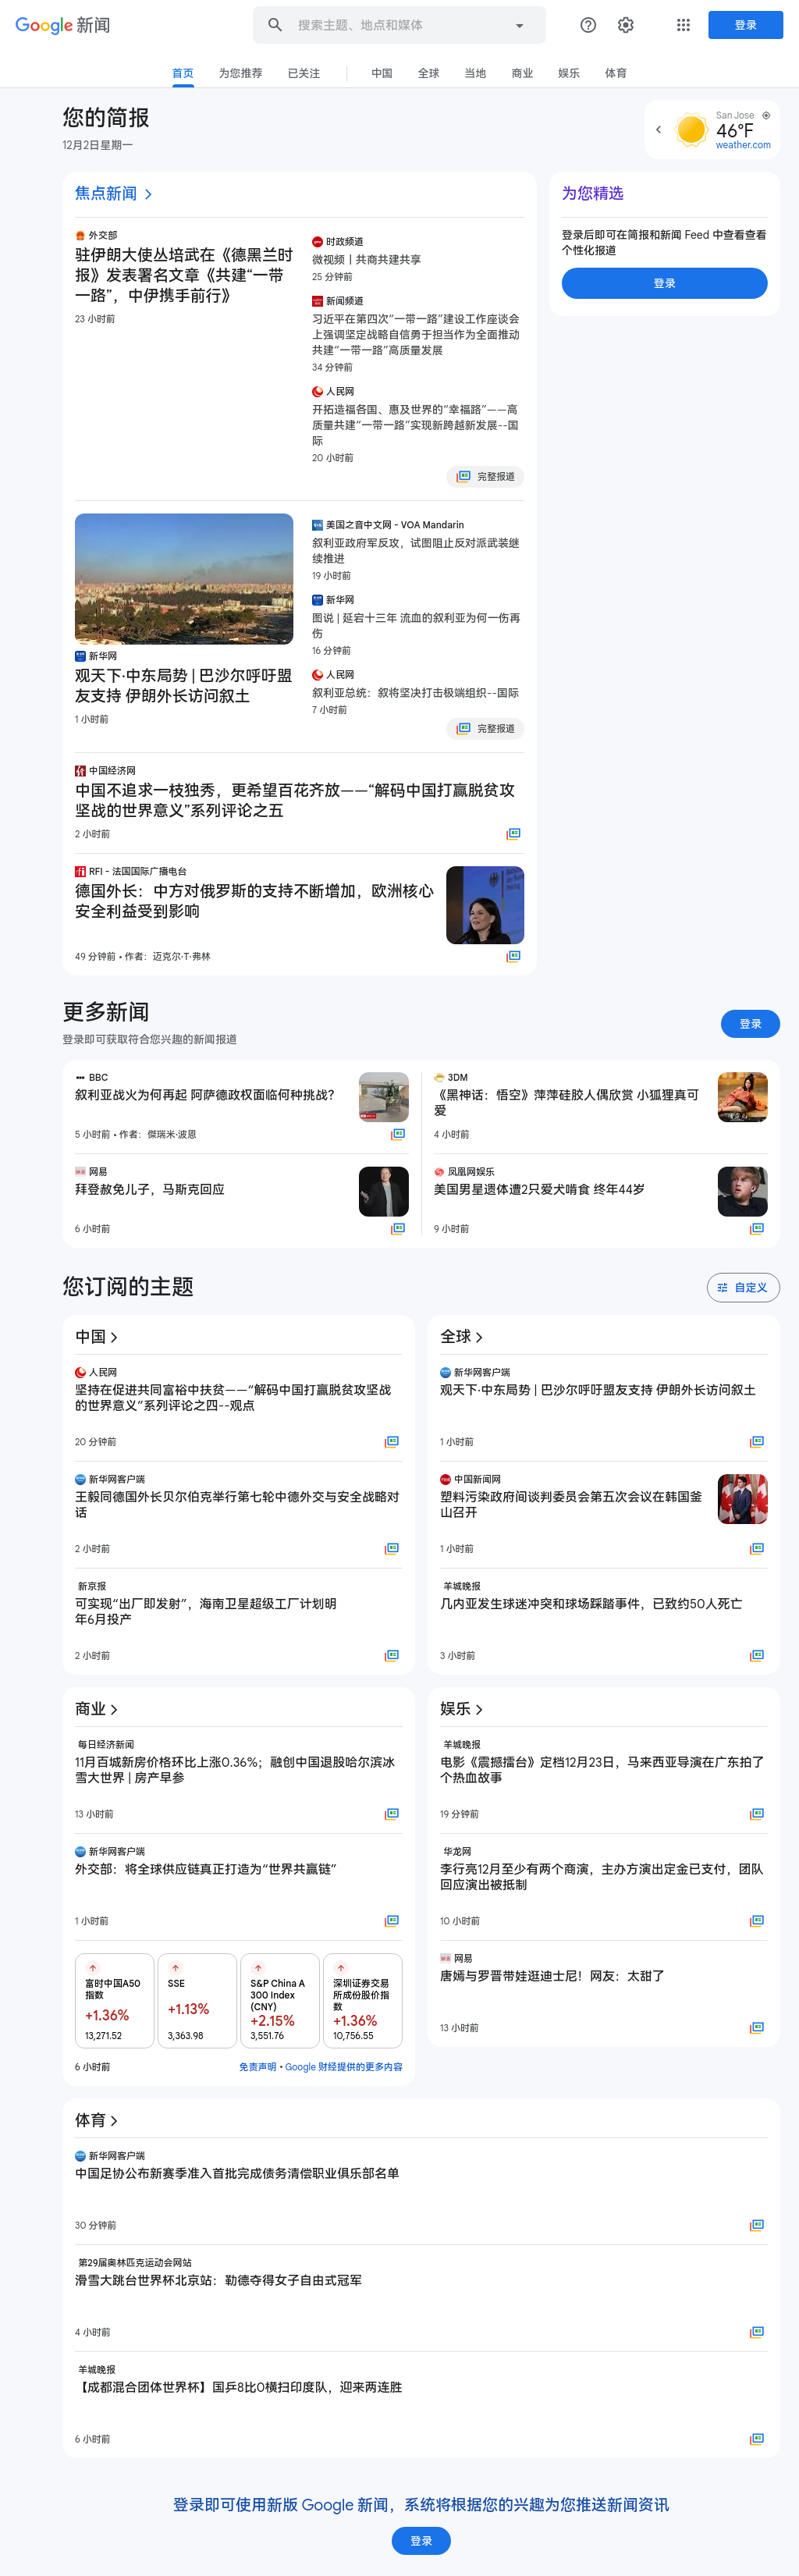 Google 新闻
搜索主题、地点和媒体
登录
首页
为您推荐
已关注
中国
全球
当地
商业
娱乐
体育
您的简报
12月2日星期一
San Jose
46°F
weather.com
焦点新闻
外交部
驻伊朗大使丛培武在《德黑兰时
报》发表署名文章《共建“一带
一路”，中伊携手前行》
23 小时前
时政频道
微视频丨共商共建共享
25 分钟前
新闻频道
习近平在第四次“一带一路”建设工作座谈会
上强调坚定战略自信勇于担当作为全面推动
共建“一带一路”高质量发展
34 分钟前
人民网
开拓造福各国、惠及世界的“幸福路”——高
质量共建“一带一路”实现新跨越新发展--国
际
20 小时前
完整报道
为您精选
登录后即可在简报和新闻 Feed 中查看查看
个性化报道
登录
新华网
观天下·中东局势 | 巴沙尔呼吁盟
友支持 伊朗外长访问叙土
1 小时前
美国之音中文网 - VOA Mandarin
叙利亚政府军反攻，试图阻止反对派武装继
续推进
19 小时前
新华网
图说 | 延宕十三年 流血的叙利亚为何一伤再
伤
16 分钟前
人民网
叙利亚总统：叙将坚决打击极端组织--国际
7 小时前
完整报道
中国经济网
中国不追求一枝独秀，更希望百花齐放——“解码中国打赢脱贫攻
坚战的世界意义”系列评论之五
2 小时前
RFI - 法国国际广播电台
德国外长：中方对俄罗斯的支持不断增加，欧洲核心
安全利益受到影响
49 分钟前 • 作者：迈克尔·T·弗林
更多新闻
登录即可获取符合您兴趣的新闻报道
登录
BBC
叙利亚战火为何再起 阿萨德政权面临何种挑战？
5 小时前 • 作者：傑瑞米·波恩
3DM
《黑神话：悟空》萍萍硅胶人偶欣赏 小狐狸真可
爱
4 小时前
网易
拜登赦免儿子，马斯克回应
6 小时前
凤凰网娱乐
美国男星遗体遭2只爱犬啃食 终年44岁
9 小时前
您订阅的主题
自定义
中国
人民网
坚持在促进共同富裕中扶贫——“解码中国打赢脱贫攻坚战
的世界意义”系列评论之四--观点
20 分钟前
新华网客户端
王毅同德国外长贝尔伯克举行第七轮中德外交与安全战略对
话
2 小时前
新京报
可实现“出厂即发射”，海南卫星超级工厂计划明
年6月投产
2 小时前
全球
新华网客户端
观天下·中东局势 | 巴沙尔呼吁盟友支持 伊朗外长访问叙土
1 小时前
中国新闻网
塑料污染政府间谈判委员会第五次会议在韩国釜
山召开
1 小时前
羊城晚报
几内亚发生球迷冲突和球场踩踏事件，已致约50人死亡
3 小时前
商业
每日经济新闻
11月百城新房价格环比上涨0.36%；融创中国退股哈尔滨冰
雪大世界 | 房产早参
13 小时前
新华网客户端
外交部：将全球供应链真正打造为“世界共赢链”
1 小时前
富时中国A50
指数
+1.36%
13,271.52
SSE
+1.13%
3,363.98
S&P China A
300 Index
(CNY)
+2.15%
3,551.76
深圳证券交易
所成份股价指
数
+1.36%
10,756.55
6 小时前
免责声明 • Google 财经提供的更多内容
娱乐
羊城晚报
电影《震撼擂台》定档12月23日，马来西亚导演在广东拍了
个热血故事
19 分钟前
华龙网
李行亮12月至少有两个商演，主办方演出定金已支付，团队
回应演出被抵制
10 小时前
网易
唐嫣与罗晋带娃逛迪士尼！网友：太甜了
13 小时前
体育
新华网客户端
中国足协公布新赛季准入首批完成债务清偿职业俱乐部名单
30 分钟前
第29届奥林匹克运动会网站
滑雪大跳台世界杯北京站：勒德夺得女子自由式冠军
4 小时前
羊城晚报
【成都混合团体世界杯】国乒8比0横扫印度队，迎来两连胜
6 小时前
登录即可使用新版 Google 新闻，系统将根据您的兴趣为您推送新闻资讯
登录